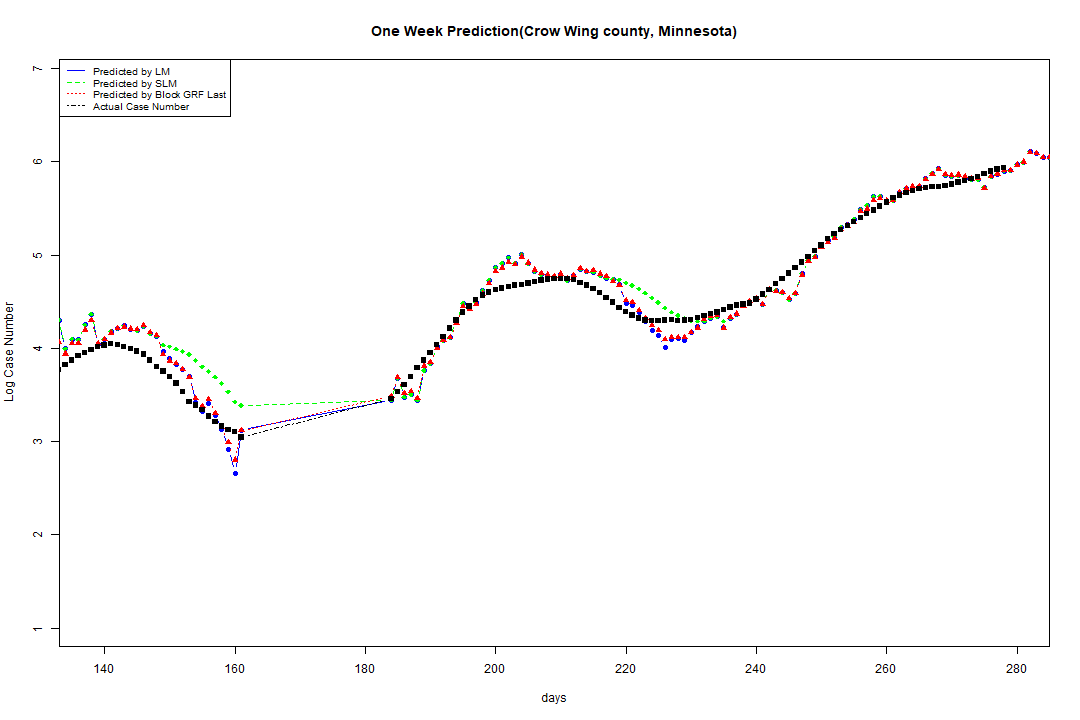 One Week Prediction(Crow Wing county, Minnesota)
Predicted by LM
Predicted by SLM
Predicted by Block GRF Last
Actual Case Number
Log Case Number
7
6
5
4
3
2
1
140 160 180 200 220 240 260 280
days